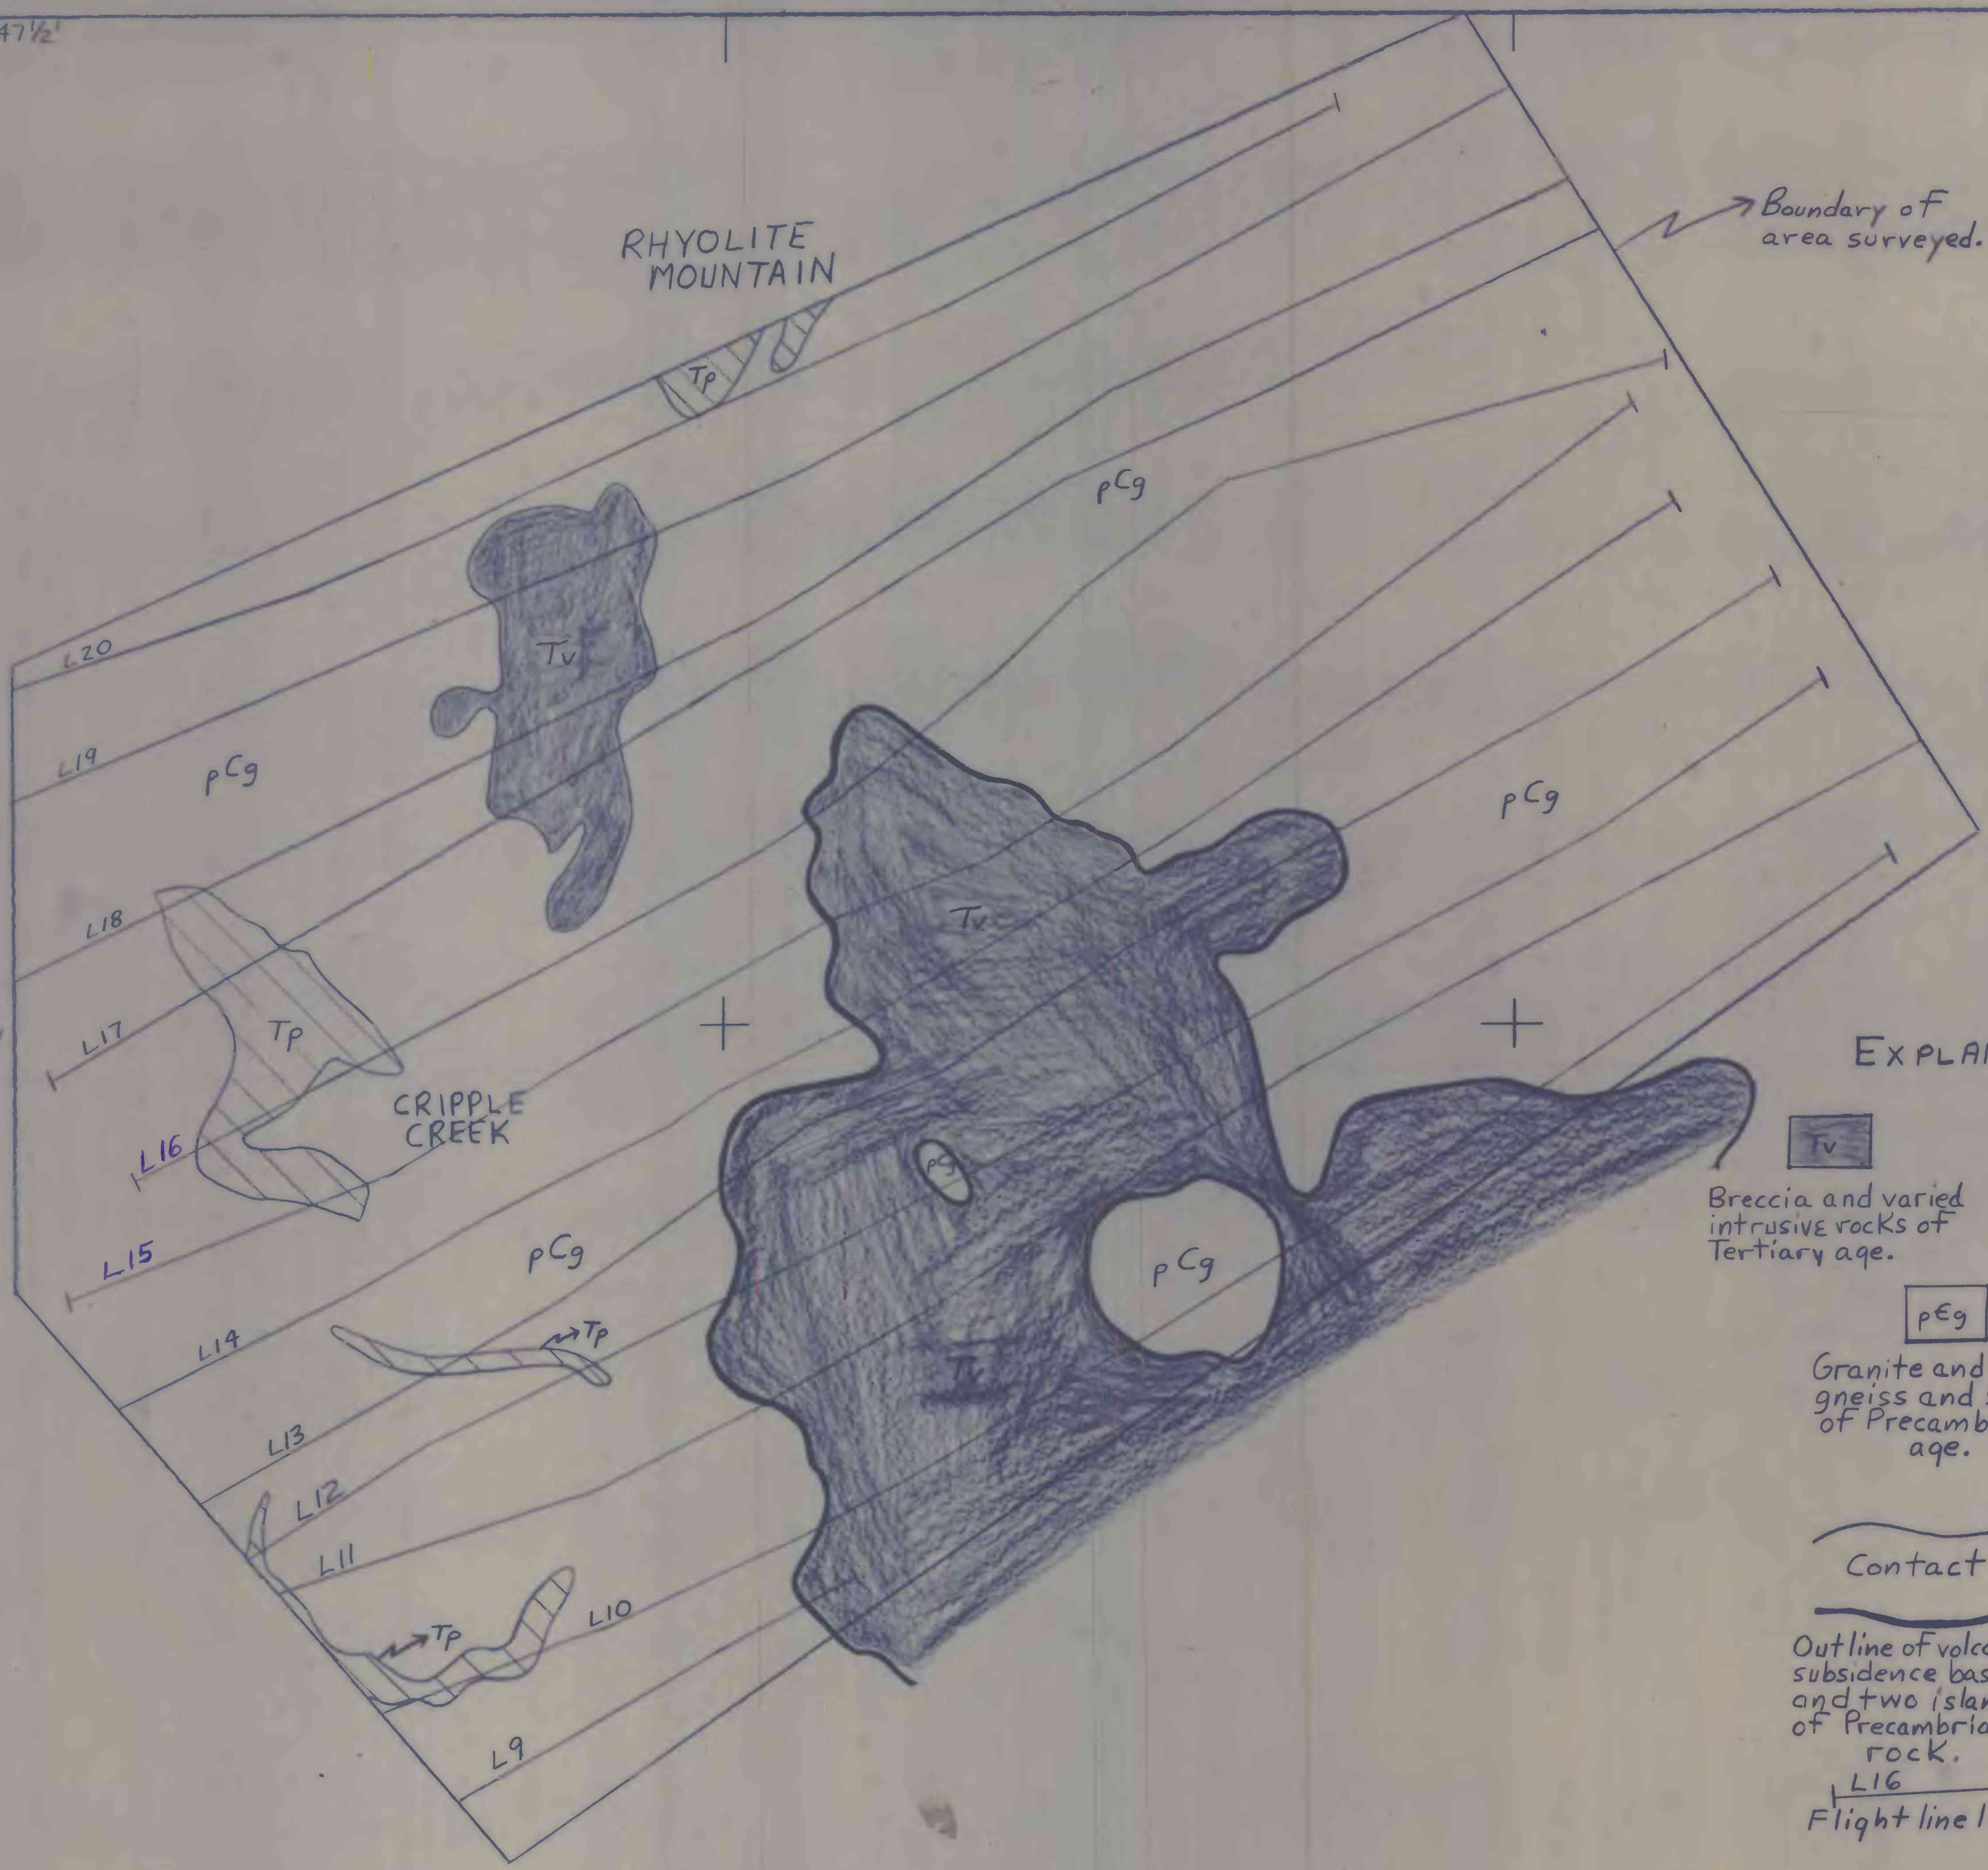 47½'
RHYOLITE
MOUNTAIN
Boundary of
area surveyed.
Tp
pCg
L20
Tv
L19
pCg
pCg
L18
Tv
L17
Tp
CRIPPLE
CREEK
L16
pCg
L15
pCg
pCg
L14
Tp
L13
Tv
L12
L11
Tp
L10
L9
EXPLAN
Tv
Breccia and varied
intrusive rocks of
Tertiary age.
p€g
Granite and
gneiss and
of Precamb
age.
Contact
Outline of volca
subsidence bas
and two islan
of Precambria
rock.
L16
Flight line l